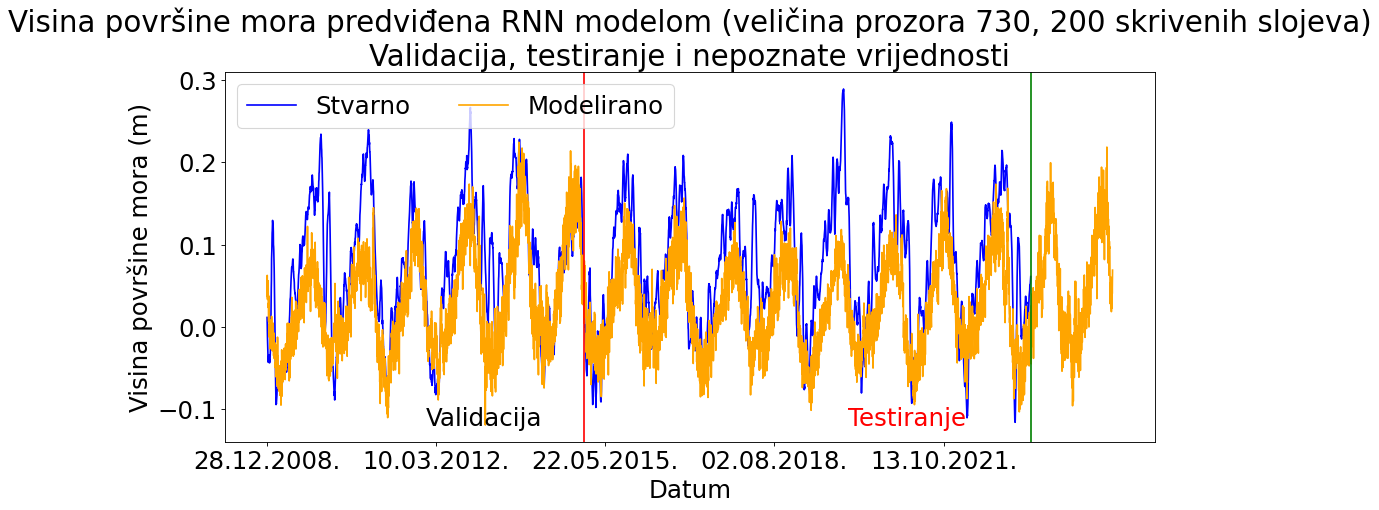 Visina površine mora predviđena RNN modelom (veličina prozora 730, 200 skrivenih slojeva)
Validacija, testiranje i nepoznate vrijednosti
Stvarno
Modelirano
Visina površine mora (m)
0.3
0.2
0.1
0.0
−0.1
Validacija
Testiranje
28.12.2008.
10.03.2012.
22.05.2015.
02.08.2018.
13.10.2021.
Datum